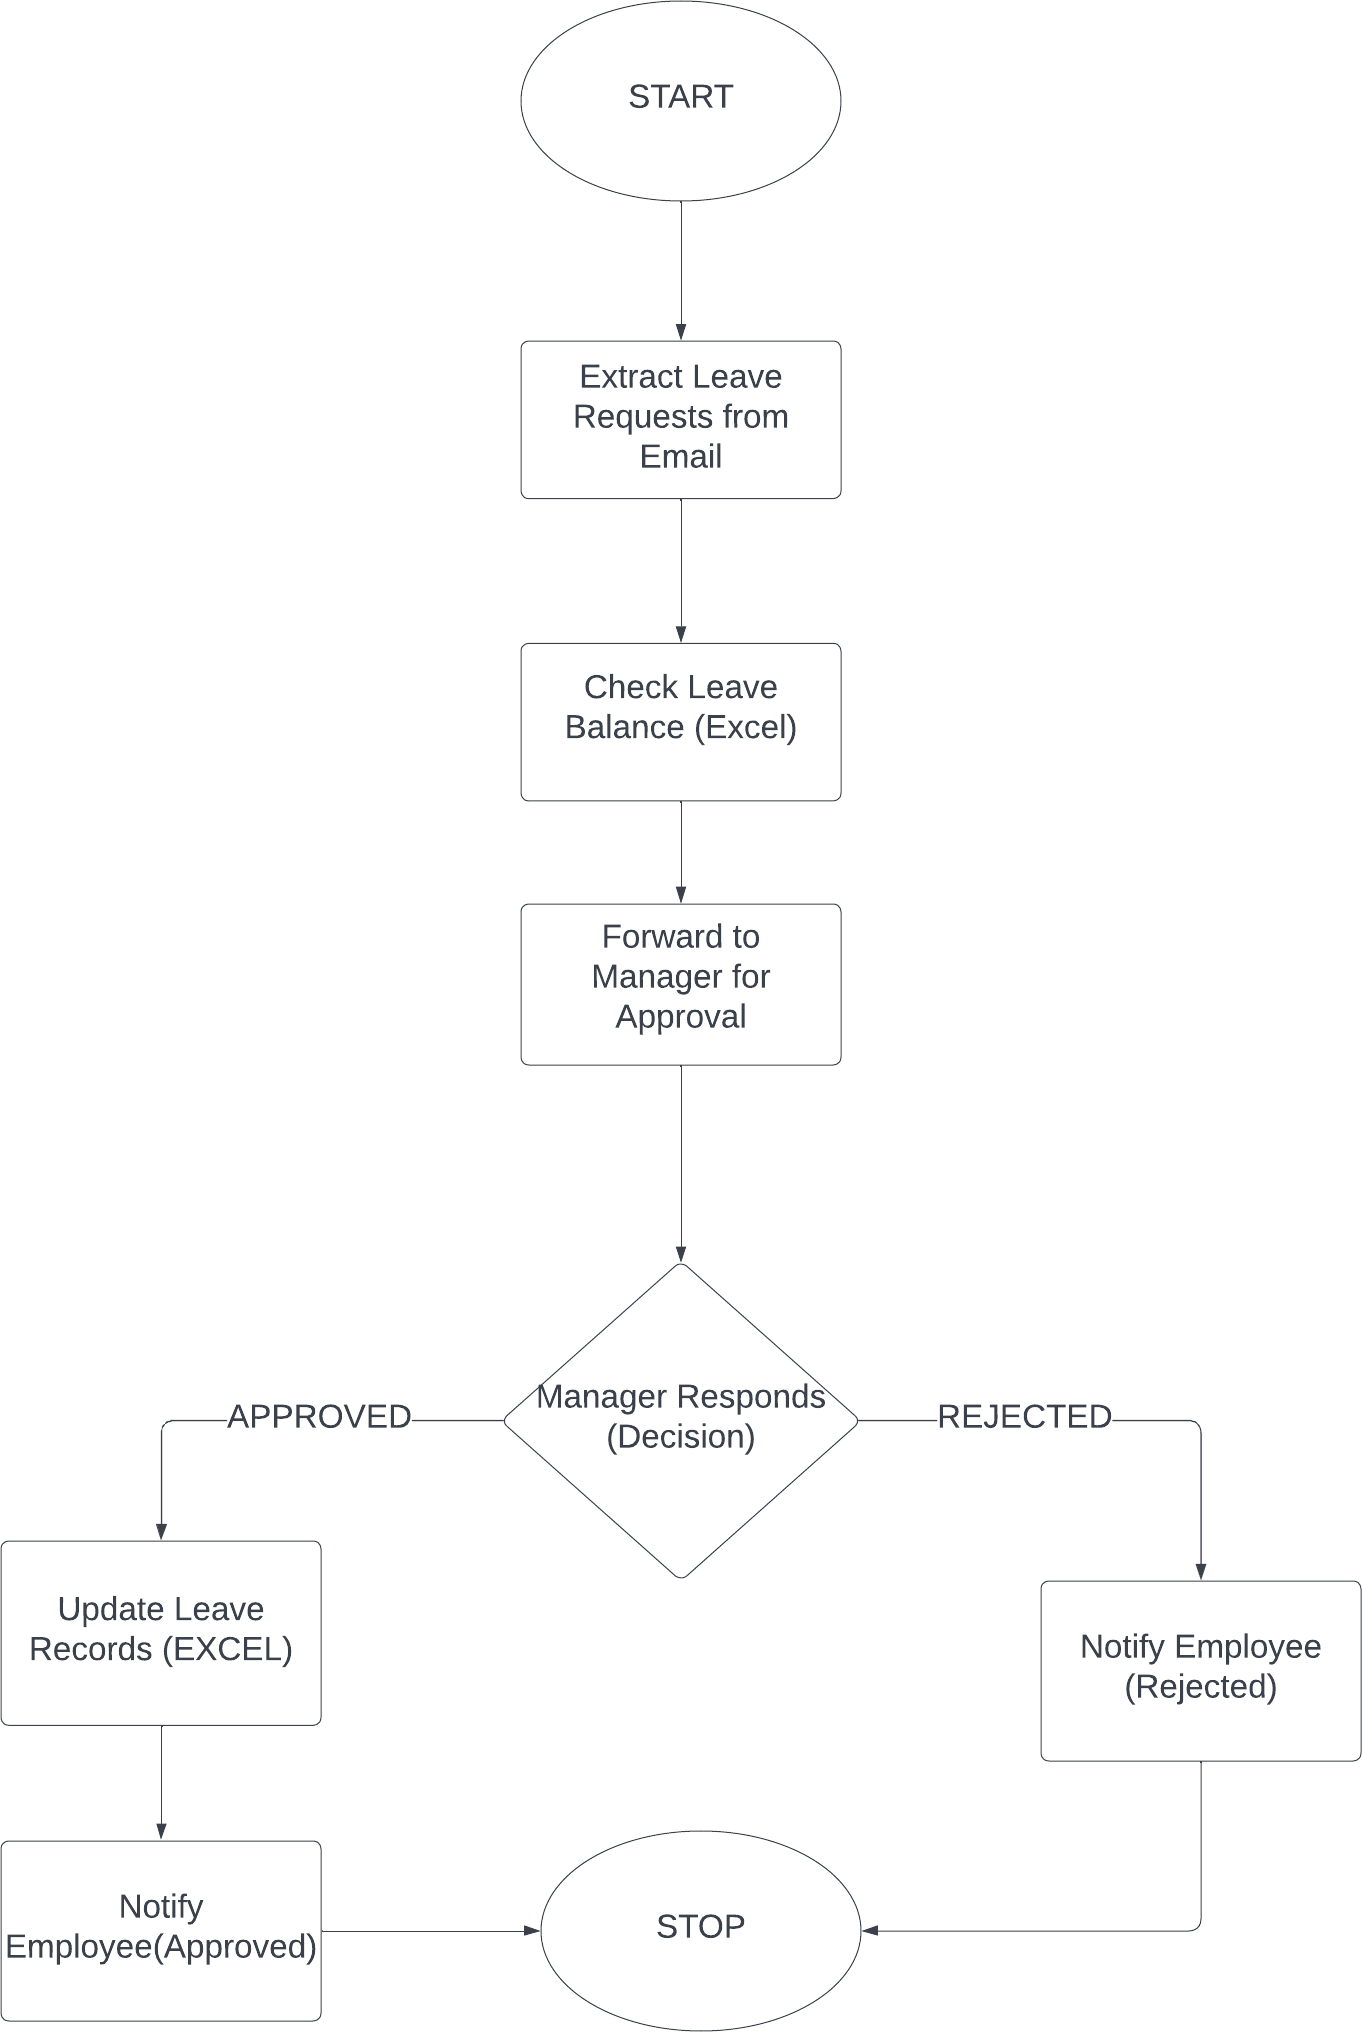 START
Extract Leave
Requests from
Email
Check Leave
Balance (Excel)
Forward to
Manager for
Approval
Manager Responds
(Decision)
APPROVED
REJECTED
Update Leave
Records (EXCEL)
Notify Employee
(Rejected)
Notify
Employee(Approved)
STOP